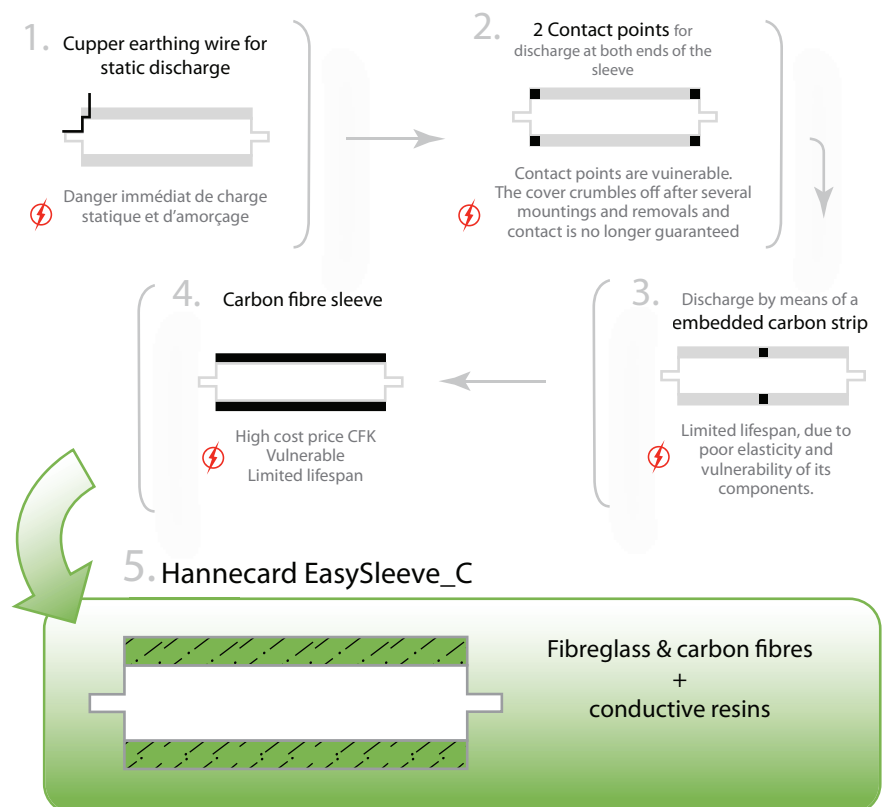 1. Cupper earthing wire for
static discharge
Danger immédiat de charge
statique et d'amorçage
2. 2 Contact points for
discharge at both ends of the
sleeve
Contact points are vuinerable.
The cover crumbles off after several
mountings and removals and
contact is no longer guaranteed
3. Discharge by means of a
embedded carbon strip
Limited lifespan, due to
poor elasticity and
vulnerability of its
components.
4. Carbon fibre sleeve
High cost price CFK
Vulnerable
Limited lifespan
5. Hannecard EasySleeve_C
Fibreglass & carbon fibres
+
conductive resins